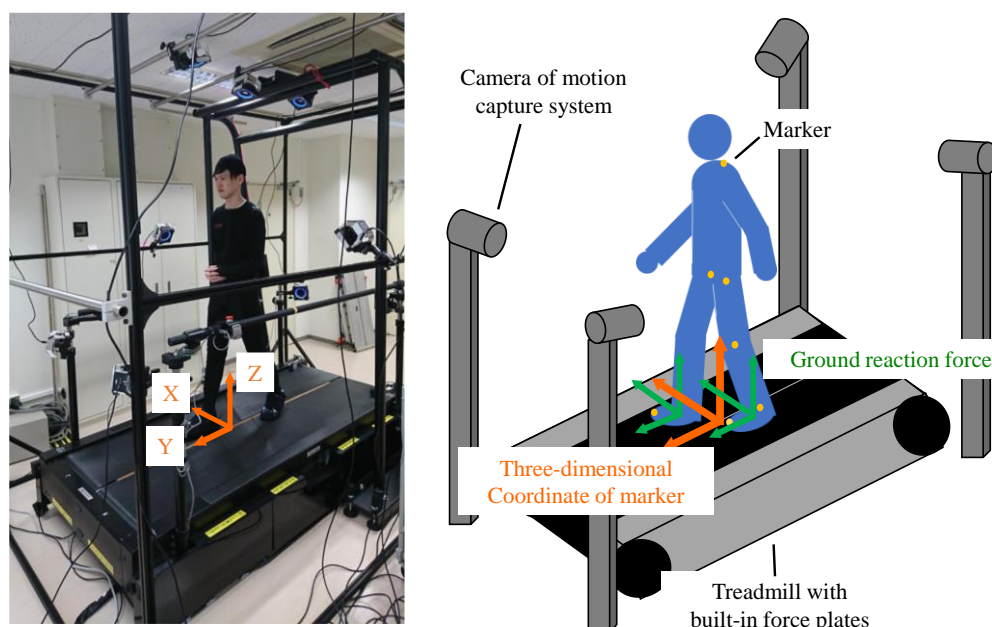 Camera of motion
capture system
Marker
Z
X
Y
Ground reaction force
Three-dimensional
Coordinate of marker
Treadmill with
built-in force plates